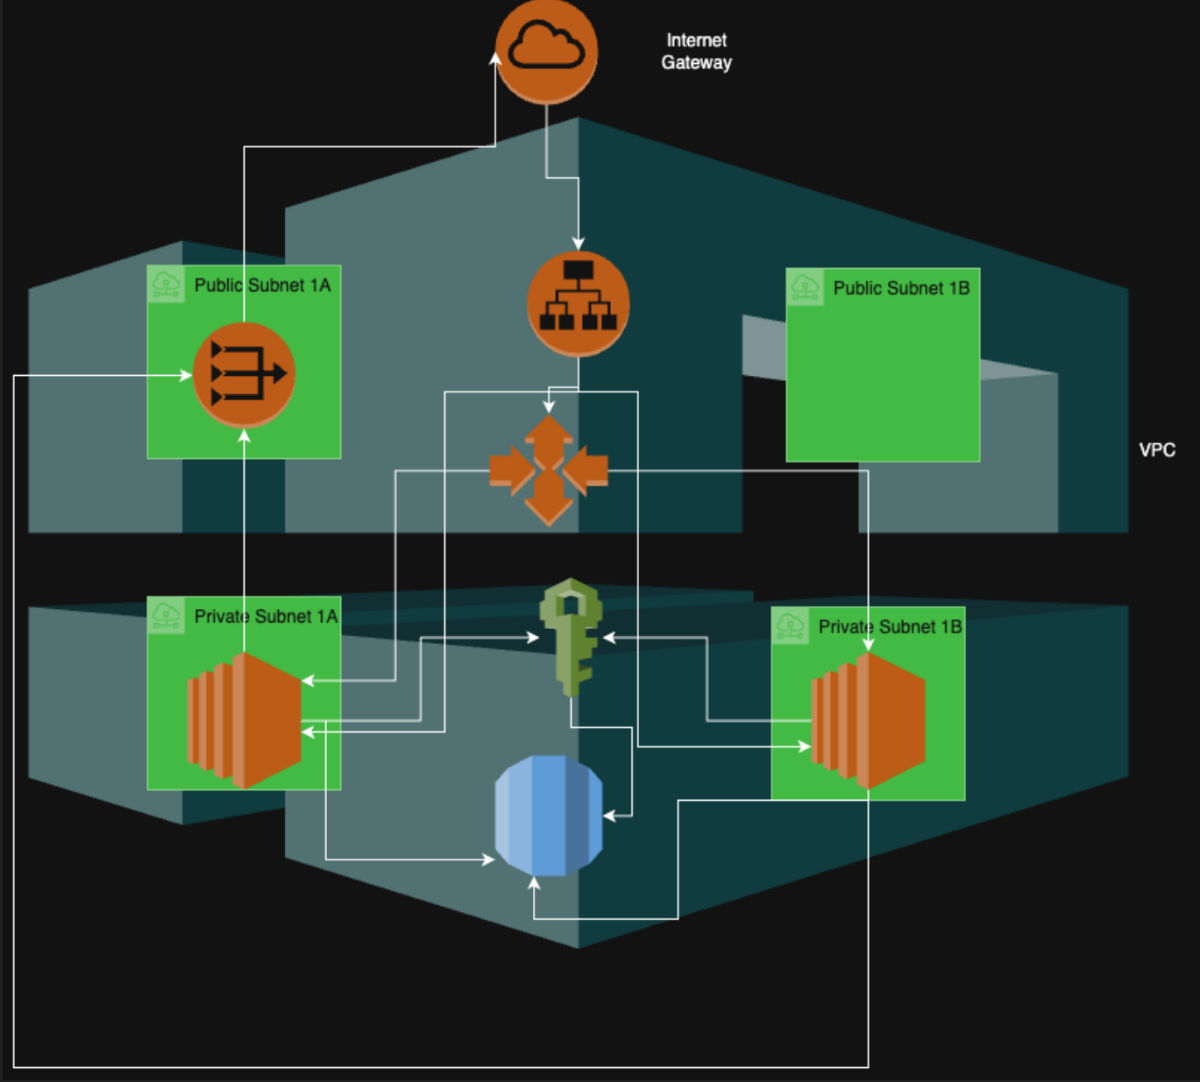 Internet
Gateway
Public Subnet 1A
Public Subnet 1B
VPC
Private Subnet 1A
Private Subnet 1B